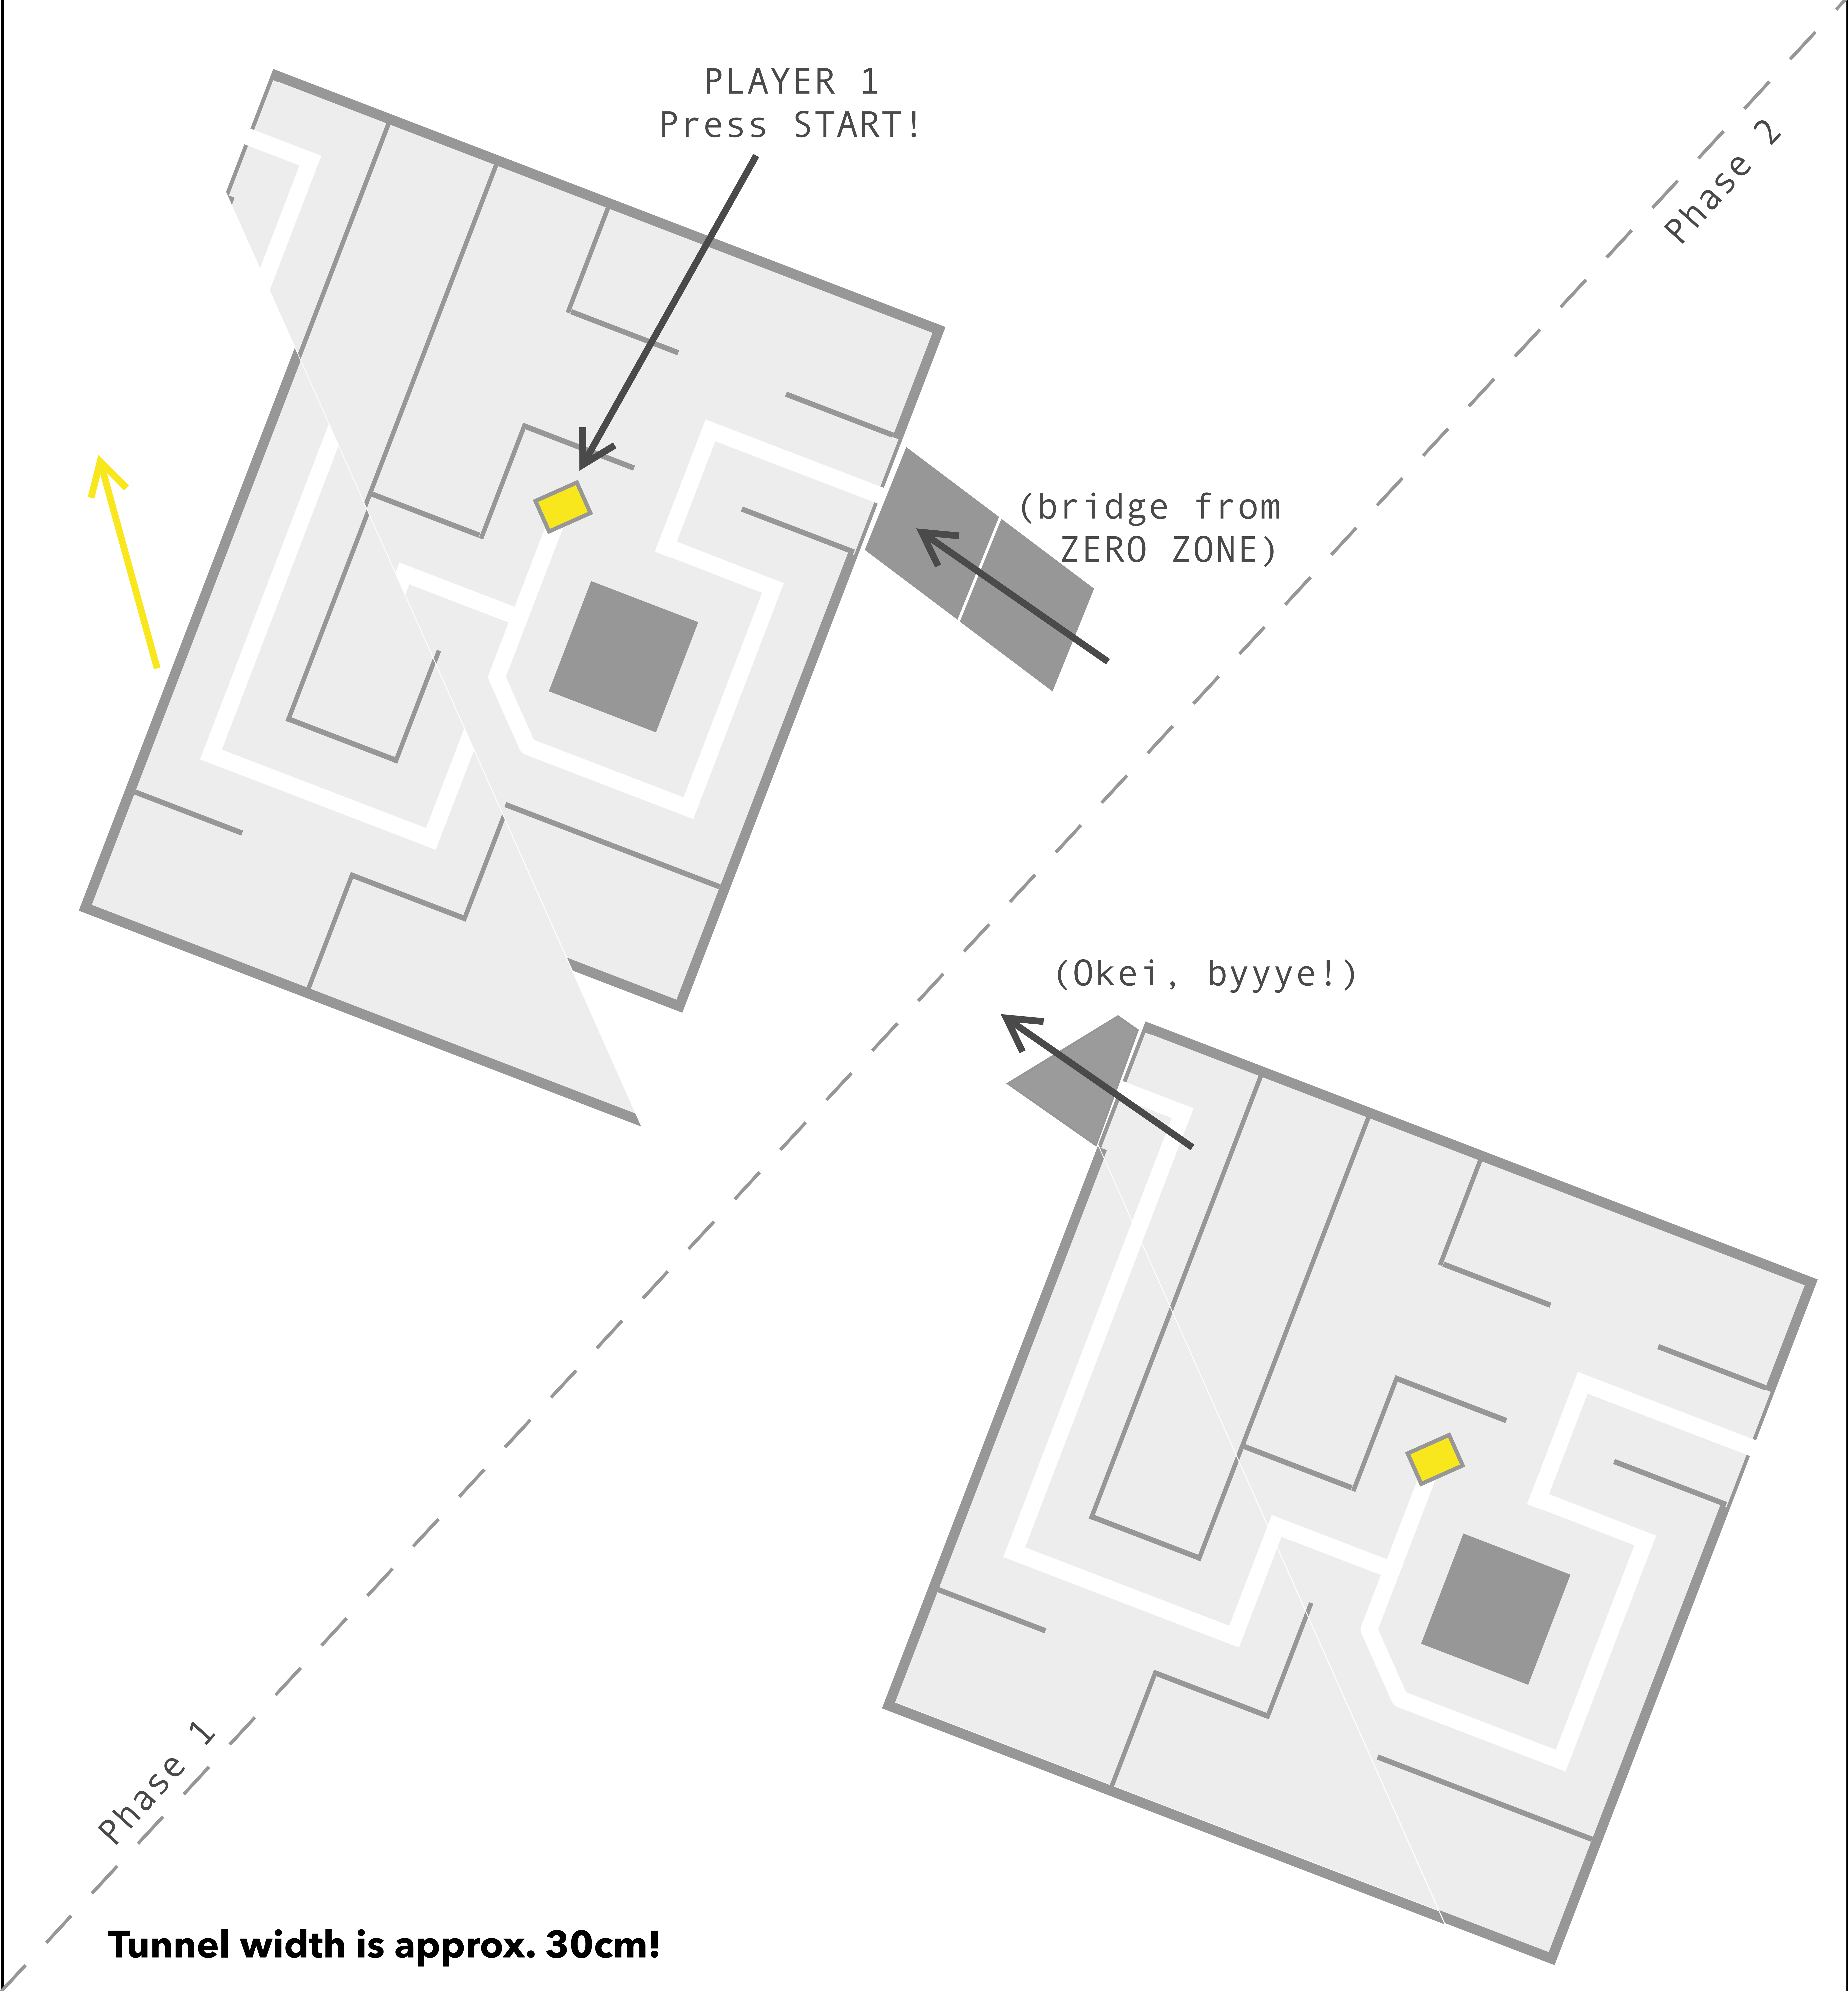 PLAYER 1
Press START!
Phase 2
(bridge from
ZERO ZONE)
(Okei, byyye!)
Phase 1
Tunnel width is approx. 30cm!